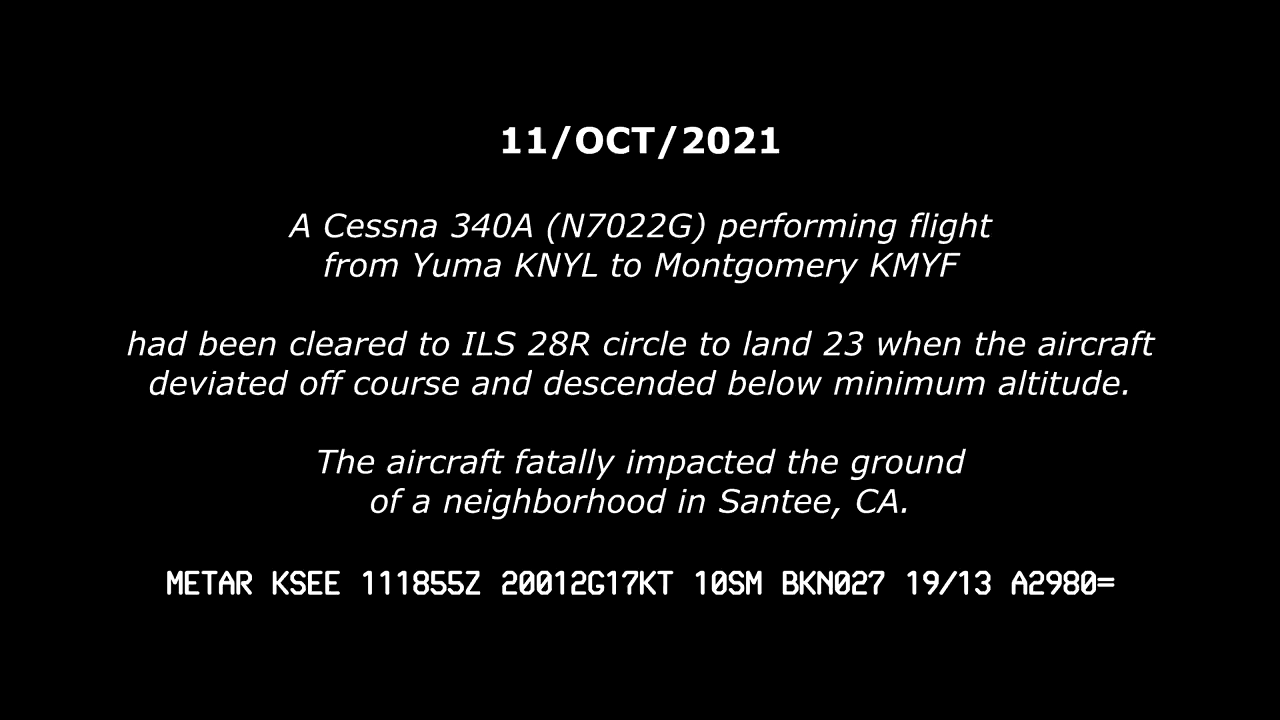 11/OCT/2021
A Cessna 340A (N7022G) performing flight
from Yuma KNYL to Montgomery KMYF
had been cleared to ILS 28R circle to land 23 when the aircraft
deviated off course and descended below minimum altitude.
The aircraft fatally impacted the ground
of a neighborhood in Santee, CA.
METAR KSEE 111855Z 20012G17KT 10SM BKN027 19/13 A2980=